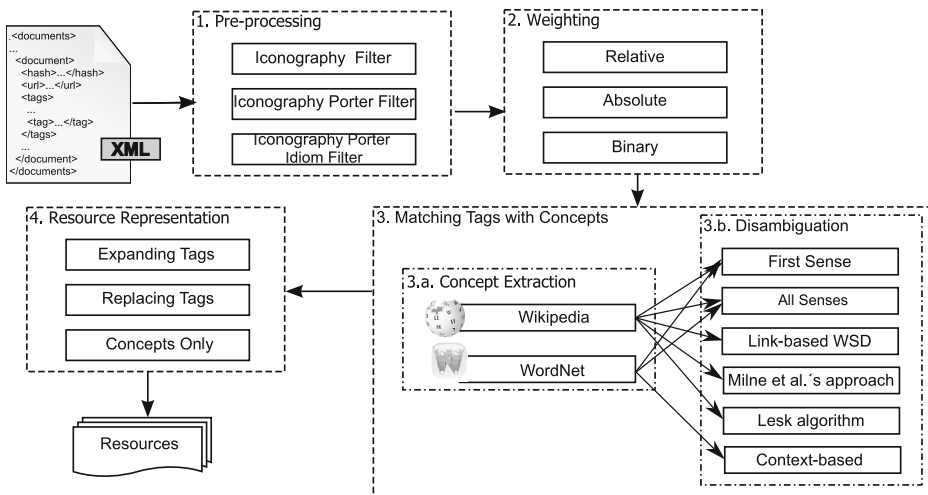 .<documents>
...
<document>
<hash>...</hash>
<url>...</url>
<tags>
...
<tag>...</tag>
</tags>
...
</document>
</documents>
XML
1. Pre-processing
Iconography Filter
Iconography Porter Filter
Iconography Porter
Idiom Filter
2. Weighting
Relative
Absolute
Binary
3. Matching Tags with Concepts
3.a. Concept Extraction
Wikipedia
W
WordNet
3.b. Disambiguation
First Sense
All Senses
Link-based WSD
Milne et al.´s approach
Lesk algorithm
Context-based
4. Resource Representation
Expanding Tags
Replacing Tags
Concepts Only
Resources